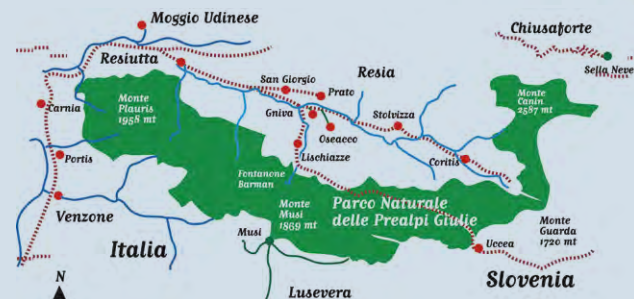 Moggio Udinese
Chiusaforte
Resiutta
Sella Neve
San Giorgio
Prato
Resia
Monte
Plauris
1958 mt
Carnia
Gniva
Oseacco
Stolvizza
Monte
Canin
2587 mt
Portis
Lischiazze
Coritis
Fontanone
Barman
Venzone
Parco Naturale
delle Prealpi Giulie
Monte
Musi
1869 mt
Monte
Guarda
1720 mt
Italia
Musi
Uccea
N
Lusevera
Slovenia